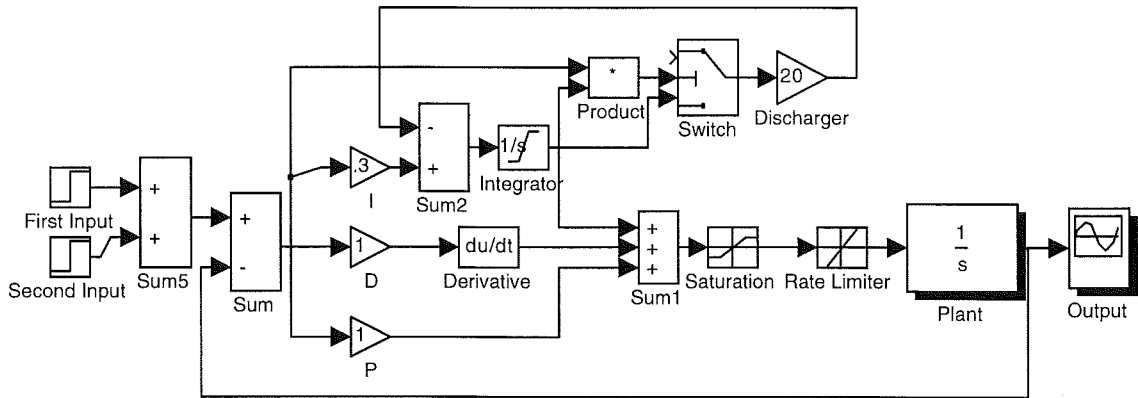 *
Product
Switch
20
Discharger
-
+
Sum2
1/s
Integrator
.3
I
First Input
Second Input
+
+
Sum5
+
-
Sum
1
D
du/dt
Derivative
1
P
+
+
+
Sum1
Saturation
Rate Limiter
1
s
Plant
Output